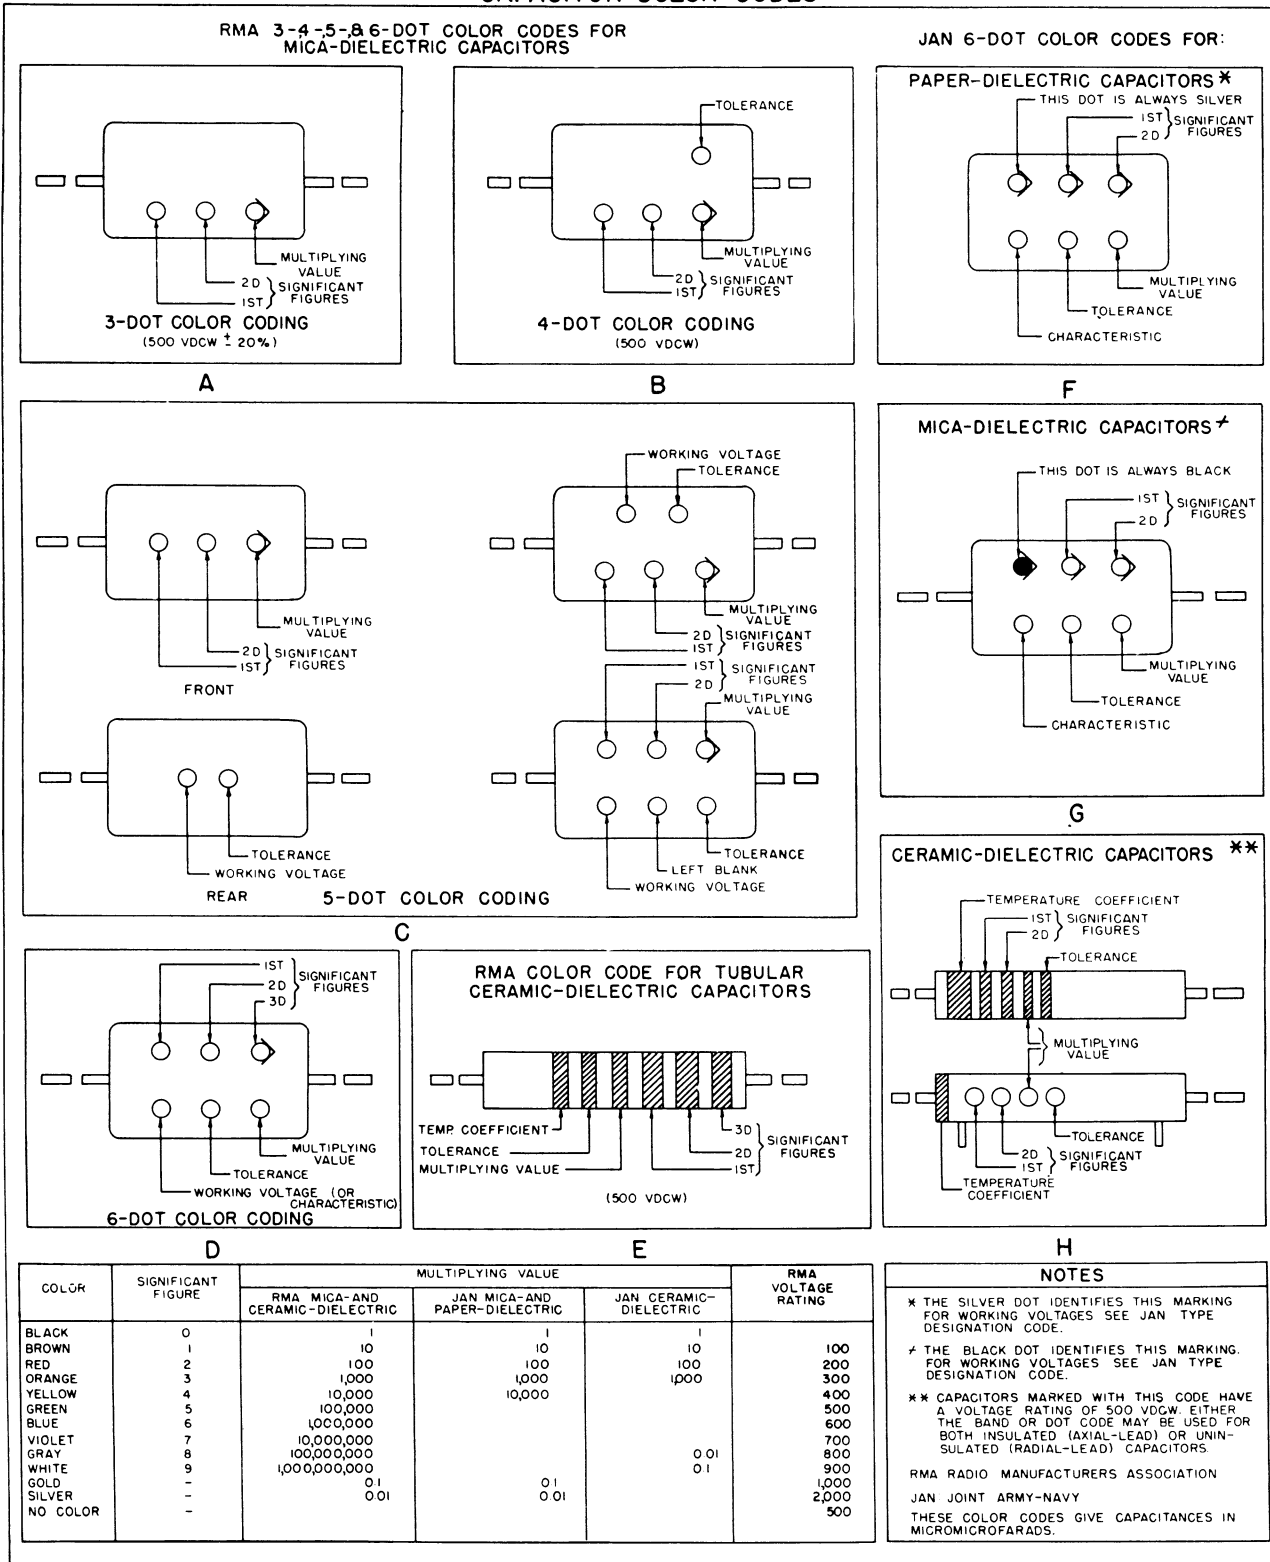 CAPACITOR COLOR CODES
RMA 3-4-,5-,& 6-DOT COLOR CODES FOR
MICA-DIELECTRIC CAPACITORS
JAN 6-DOT COLOR CODES FOR:
MULTIPLYING
VALUE
2D
1ST
SIGNIFICANT
FIGURES
3-DOT COLOR CODING
(500 VDCW ± 20%)
A
TOLERANCE
MULTIPLYING
VALUE
2D
1ST
SIGNIFICANT
FIGURES
4-DOT COLOR CODING
(500 VDCW)
B
PAPER-DIELECTRIC CAPACITORS *
THIS DOT IS ALWAYS SILVER
1ST
2D
SIGNIFICANT
FIGURES
MULTIPLYING
VALUE
TOLERANCE
CHARACTERISTIC
F
MULTIPLYING
VALUE
2D
1ST
SIGNIFICANT
FIGURES
FRONT
TOLERANCE
WORKING VOLTAGE
REAR
WORKING VOLTAGE
TOLERANCE
MULTIPLYING
VALUE
2D
1ST
SIGNIFICANT
FIGURES
1ST
2D
SIGNIFICANT
FIGURES
MULTIPLYING
VALUE
TOLERANCE
LEFT BLANK
WORKING VOLTAGE
5-DOT COLOR CODING
C
MICA-DIELECTRIC CAPACITORS ≁
THIS DOT IS ALWAYS BLACK
1ST
2D
SIGNIFICANT
FIGURES
MULTIPLYING
VALUE
TOLERANCE
CHARACTERISTIC
G
1ST
2D
3D
SIGNIFICANT
FIGURES
MULTIPLYING
VALUE
TOLERANCE
WORKING VOLTAGE (OR
CHARACTERISTIC)
6-DOT COLOR CODING
D
RMA COLOR CODE FOR TUBULAR
CERAMIC-DIELECTRIC CAPACITORS
TEMP. COEFFICIENT
TOLERANCE
MULTIPLYING VALUE
3D
2D
1ST
SIGNIFICANT
FIGURES
(500 VDCW)
E
CERAMIC-DIELECTRIC CAPACITORS **
TEMPERATURE COEFFICIENT
1ST
2D
SIGNIFICANT
FIGURES
TOLERANCE
MULTIPLYING
VALUE
TOLERANCE
2D
1ST
SIGNIFICANT
FIGURES
TEMPERATURE
COEFFICIENT
H
COLOR
SIGNIFICANT
FIGURE
MULTIPLYING VALUE
RMA
VOLTAGE
RATING
RMA MICA-AND
CERAMIC-DIELECTRIC
JAN MICA-AND
PAPER-DIELECTRIC
JAN CERAMIC-
DIELECTRIC
BLACK 0 1 1 1
BROWN 1 10 10 10 100
RED 2 100 100 100 200
ORANGE 3 1,000 1,000 1,000 300
YELLOW 4 10,000 10,000 400
GREEN 5 100,000 500
BLUE 6 1,000,000 600
VIOLET 7 10,000,000 700
GRAY 8 100,000,000 0.01 800
WHITE 9 1,000,000,000 0.1 900
GOLD - 0.1 0.1 1,000
SILVER - 0.01 0.01 2,000
NO COLOR - 500
NOTES
* THE SILVER DOT IDENTIFIES THIS MARKING
FOR WORKING VOLTAGES SEE JAN TYPE
DESIGNATION CODE.
≁ THE BLACK DOT IDENTIFIES THIS MARKING.
FOR WORKING VOLTAGES SEE JAN TYPE
DESIGNATION CODE.
** CAPACITORS MARKED WITH THIS CODE HAVE
A VOLTAGE RATING OF 500 VDCW. EITHER
THE BAND OR DOT CODE MAY BE USED FOR
BOTH INSULATED (AXIAL-LEAD) OR UNIN-
SULATED (RADIAL-LEAD) CAPACITORS.
RMA RADIO MANUFACTURERS ASSOCIATION
JAN: JOINT ARMY-NAVY
THESE COLOR CODES GIVE CAPACITANCES IN
MICROMICROFARADS.